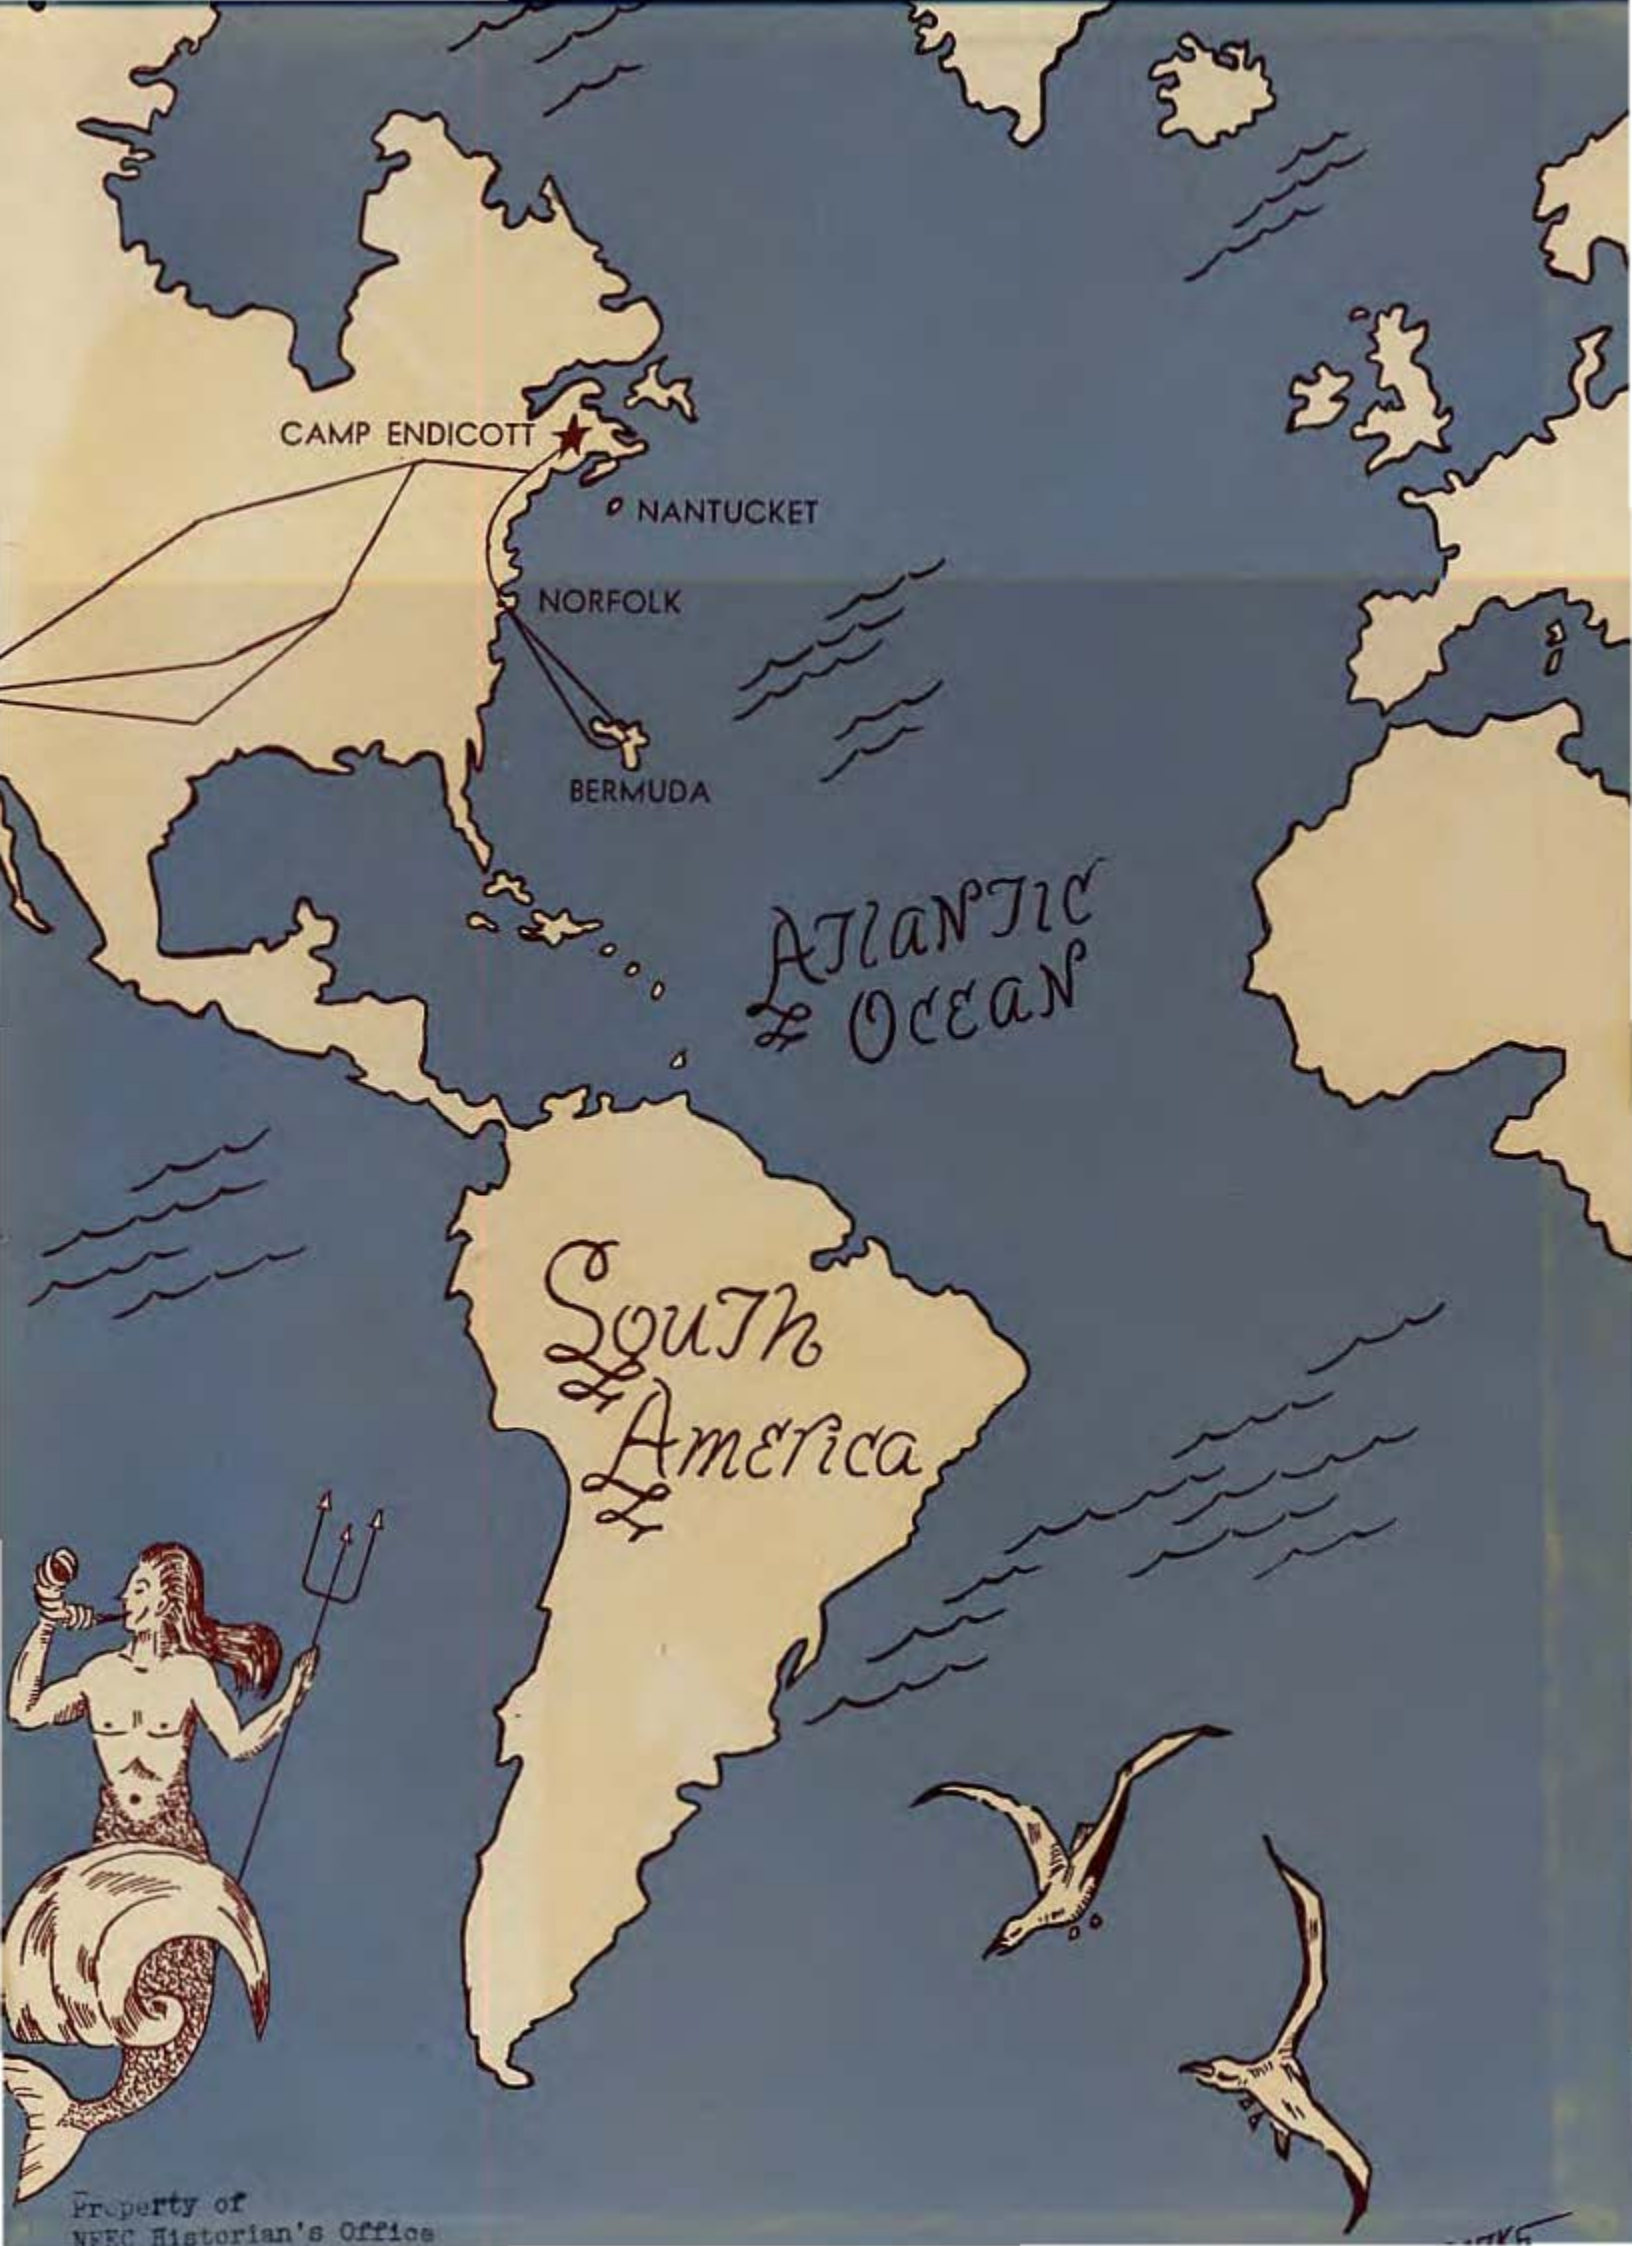 CAMP ENDICOTT
NANTUCKET
NORFOLK
BERMUDA
ATLANTIC
OCEAN
South
America
Property of
Historian's Office